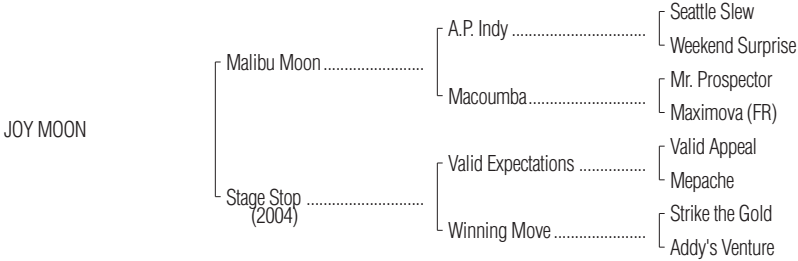 Seattle Slew
A.P. Indy ................................
Weekend Surprise
Malibu Moon ........................
Mr. Prospector
Macoumba ............................
Maximova (FR)
JOY MOON
Valid Appeal
Valid Expectations ................
Mepache
Stage Stop ............................
(2004)
Strike the Gold
Winning Move ......................
Addy's Venture